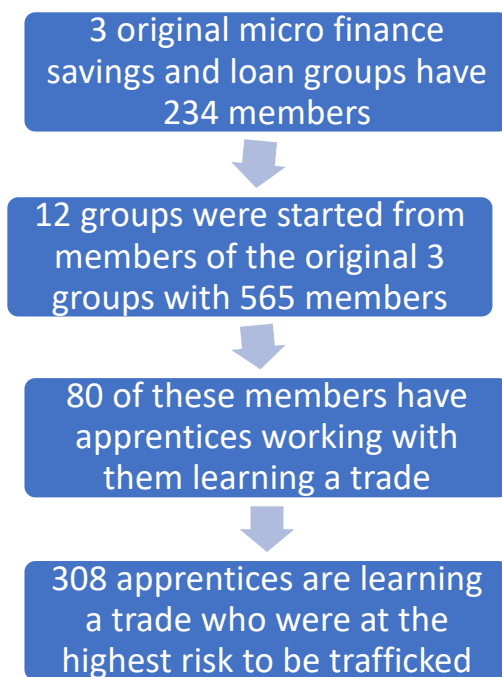 3 original micro finance
savings and loan groups have
234 members
12 groups were started from
members of the original 3
groups with 565 members
80 of these members have
apprentices working with
them learning a trade
308 apprentices are learning
a trade who were at the
highest risk to be trafficked